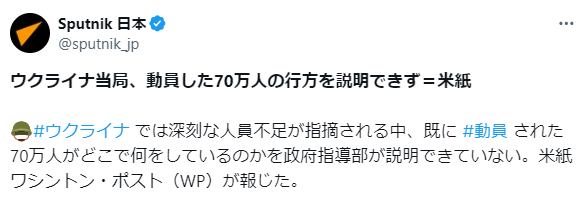 Sputnik 日本
@sputnik_jp
ウクライナ当局、動員した70万人の行方を説明できず＝米紙
#ウクライナ では深刻な人員不足が指摘される中、既に #動員 された
70万人がどこで何をしているのかを政府指導部が説明できていない。米紙
ワシントン・ポスト（WP）が報じた。